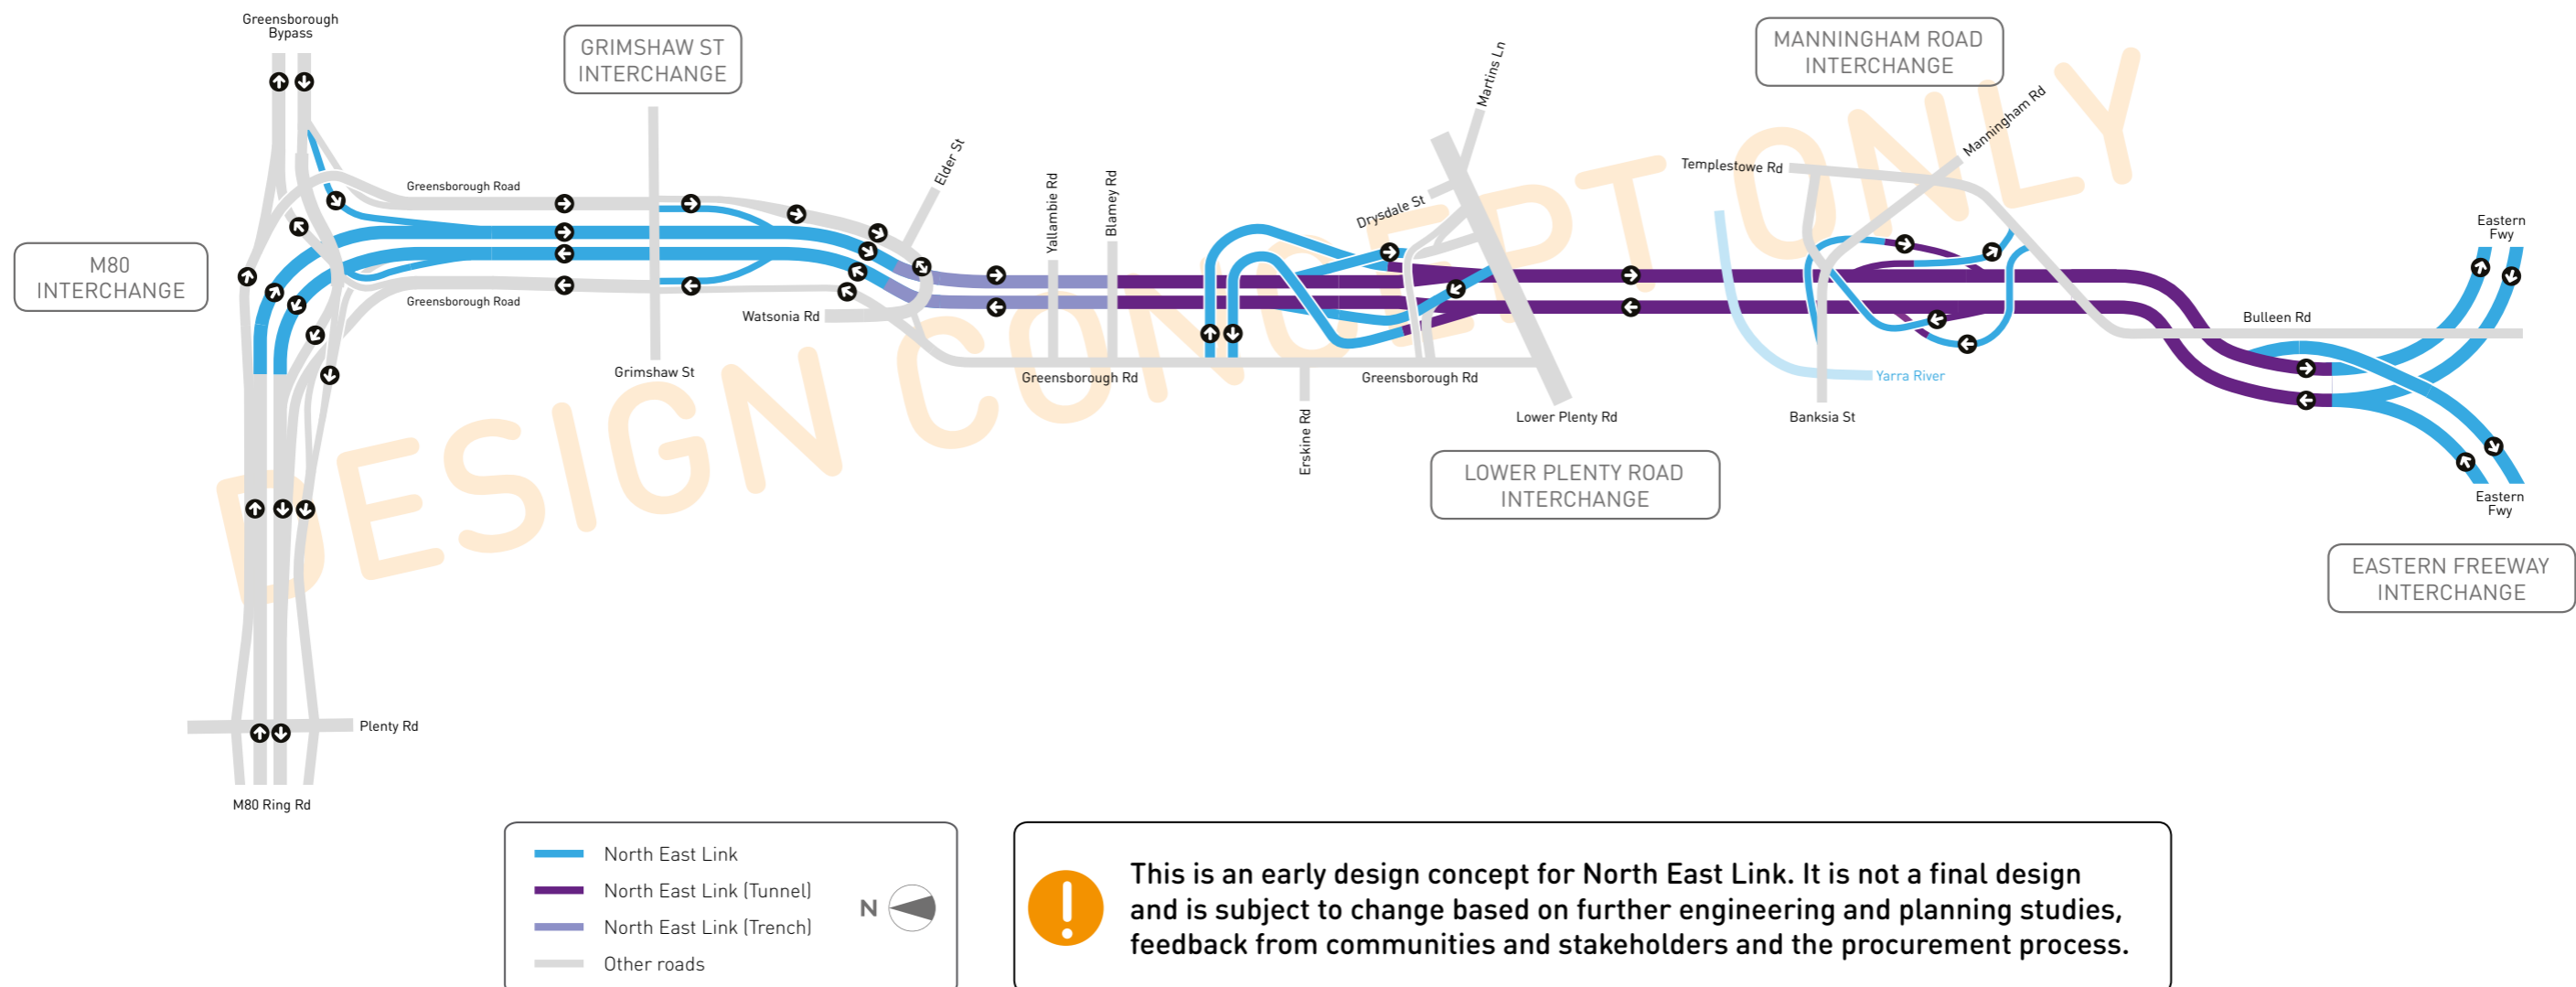 Greensborough
Bypass
GRIMSHAW ST
INTERCHANGE
MANNINGHAM ROAD
INTERCHANGE
Martins Ln
Manningham Rd
Elder St
Templestowe Rd
Yallambie Rd
Blamey Rd
Greensborough Road
Drysdale St
Eastern
Fwy
M80
INTERCHANGE
Greensborough Road
Watsonia Rd
Bulleen Rd
Grimshaw St
Greensborough Rd
Greensborough Rd
Yarra River
Erskine Rd
Lower Plenty Rd
Banksia St
DESIGN CONCEPT ONLY
LOWER PLENTY ROAD
INTERCHANGE
Eastern
Fwy
EASTERN FREEWAY
INTERCHANGE
Plenty Rd
M80 Ring Rd
North East Link
North East Link (Tunnel)
North East Link (Trench)
Other roads
N
This is an early design concept for North East Link. It is not a final design
and is subject to change based on further engineering and planning studies,
feedback from communities and stakeholders and the procurement process.